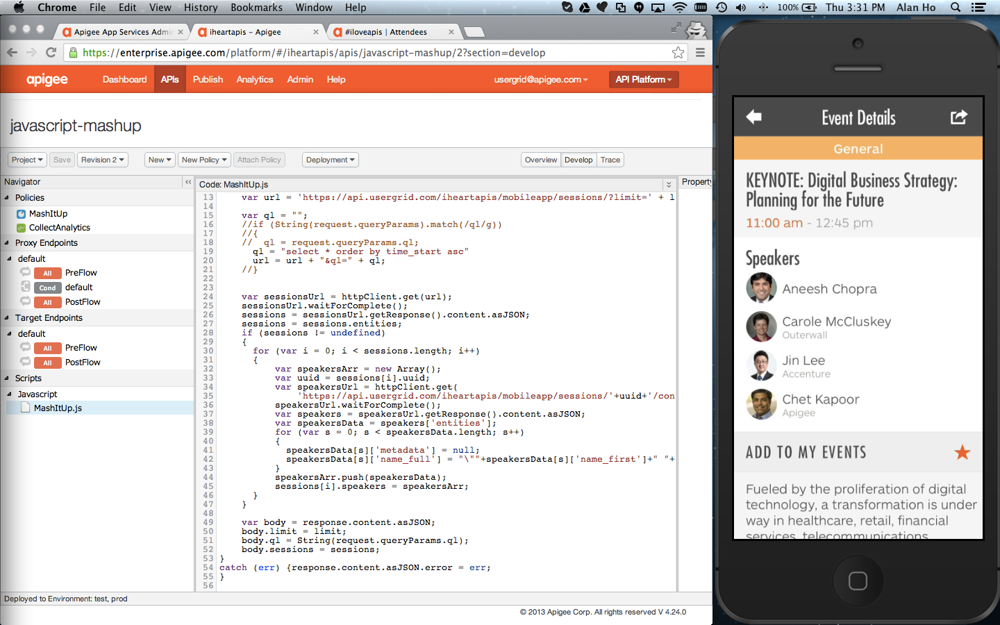 Chrome File Edit View History Bookmarks Window Help 100% Thu 3:31 PM Alan Ho
Apigee App Services Admin
iheartapis – Apigee
#iloveapis | Attendees
https://enterprise.apigee.com/platform/#/iheartapis/apis/javascript-mashup/2?section=develop
apigee Dashboard APIs Publish Analytics Admin Help usergrid@apigee.com API Platform
javascript-mashup
Project Save Revision 2 New New Policy Attach Policy Deployment Overview Develop Trace
Navigator
Policies
MashItUp
CollectAnalytics
Proxy Endpoints
default
All PreFlow
Cond default
All PostFlow
Target Endpoints
default
All PreFlow
All PostFlow
Scripts
Javascript
MashItUp.js
Code: MashItUp.js
Property
13 var url = 'https://api.usergrid.com/iheartapis/mobileapp/sessions/?limit=' + l
14
15 var ql = "";
16 //if (String(request.queryParams).match(/ql/g))
17 //{
18 // ql = request.queryParams.ql;
19 ql = "select * order by time_start asc"
20 url = url + "&ql=" + ql;
21 //}
22
23
24 var sessionsUrl = httpClient.get(url);
25 sessionsUrl.waitForComplete();
26 sessions = sessionsUrl.getResponse().content.asJSON;
27 sessions = sessions.entities;
28 if (sessions != undefined)
29 {
30 for (var i = 0; i < sessions.length; i++)
31 {
32 var speakersArr = new Array();
33 var uuid = sessions[i].uuid;
34 var speakersUrl = httpClient.get(
35 'https://api.usergrid.com/iheartapis/mobileapp/sessions/'+uuid+'/con
36 speakersUrl.waitForComplete();
37 var speakers = speakersUrl.getResponse().content.asJSON;
38 var speakersData = speakers['entities'];
39 for (var s = 0; s < speakersData.length; s++)
40 {
41 speakersData[s]['metadata'] = null;
42 speakersData[s]['name_full'] = "\""+speakersData[s]['name_first']+" "+
43 }
44 speakersArr.push(speakersData);
45 sessions[i].speakers = speakersArr;
46 }
47 }
48
49 var body = response.content.asJSON;
50 body.limit = limit;
51 body.ql = String(request.queryParams.ql);
52 body.sessions = sessions;
53 }
54 catch (err) {response.content.asJSON.error = err;
55 }
56
Deployed to Environment: test, prod
© 2013 Apigee Corp. All rights reserved V 4.24.0
Event Details
General
KEYNOTE: Digital Business Strategy:
Planning for the Future
11:00 am - 12:45 pm
Speakers
Aneesh Chopra
Carole McCluskey
Outerwall
Jin Lee
Accenture
Chet Kapoor
Apigee
ADD TO MY EVENTS
Fueled by the proliferation of digital
technology, a transformation is under
way in healthcare, retail, financial
services, telecommunications